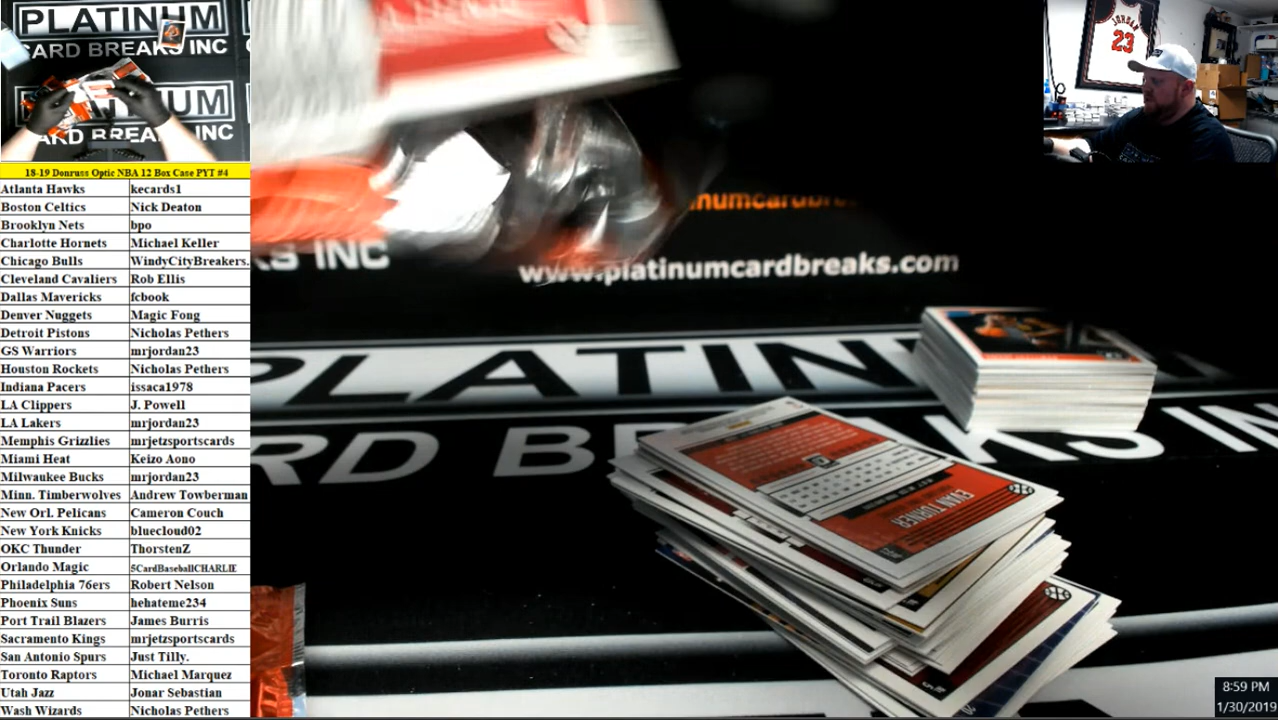 PLATINUM
CARD BREAKS INC
PLATINUM
CARD BREAKS INC
JORDAN
23
18-19 Donruss Optic NBA 12 Box Case PYT #4
Atlanta Hawks kecards1
Boston Celtics Nick Deaton
Brooklyn Nets bpo
Charlotte Hornets Michael Keller
Chicago Bulls WindyCityBreakers.
Cleveland Cavaliers Rob Ellis
Dallas Mavericks fcbook
Denver Nuggets Magic Fong
Detroit Pistons Nicholas Pethers
GS Warriors mrjordan23
Houston Rockets Nicholas Pethers
Indiana Pacers issaca1978
LA Clippers J. Powell
LA Lakers mrjordan23
Memphis Grizzlies mrjetzsportscards
Miami Heat Keizo Aono
Milwaukee Bucks mrjordan23
Minn. Timberwolves Andrew Towberman
New Orl. Pelicans Cameron Couch
New York Knicks bluecloud02
OKC Thunder ThorstenZ
Orlando Magic 5CardBaseballCHARLIE
Philadelphia 76ers Robert Nelson
Phoenix Suns hehateme234
Port Trail Blazers James Burris
Sacramento Kings mrjetzsportscards
San Antonio Spurs Just Tilly.
Toronto Raptors Michael Marquez
Utah Jazz Jonar Sebastian
Wash Wizards Nicholas Pethers
inumcardbre
KS INC
www.platinumcardbreaks.com
PLATIN
RD BR KS IN
EVAN TURNER
8:59 PM
1/30/2019